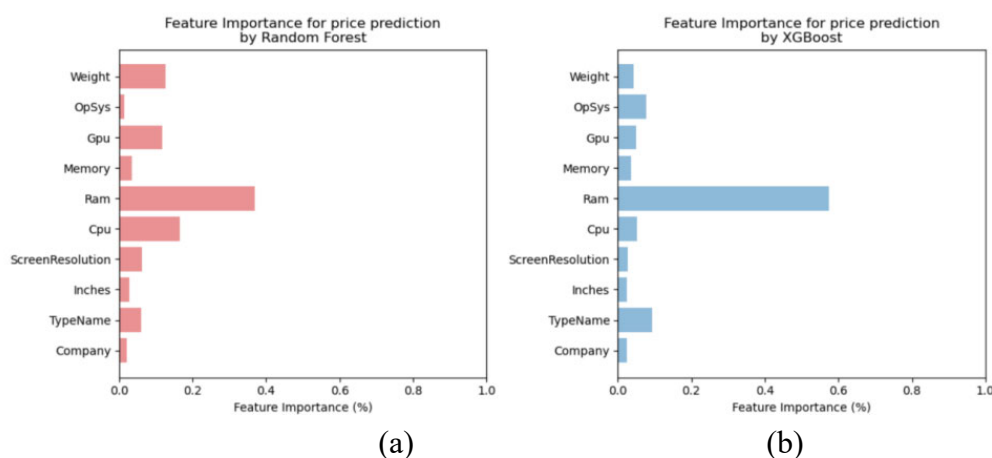 Feature Importance for price prediction
by Random Forest
Weight
OpSys
Gpu
Memory
Ram
Cpu
ScreenResolution
Inches
TypeName
Company
0.0 0.2 0.4 0.6 0.8 1.0
Feature Importance (%)
(a)
Feature Importance for price prediction
by XGBoost
Weight
OpSys
Gpu
Memory
Ram
Cpu
ScreenResolution
Inches
TypeName
Company
0.0 0.2 0.4 0.6 0.8 1.0
Feature Importance (%)
(b)